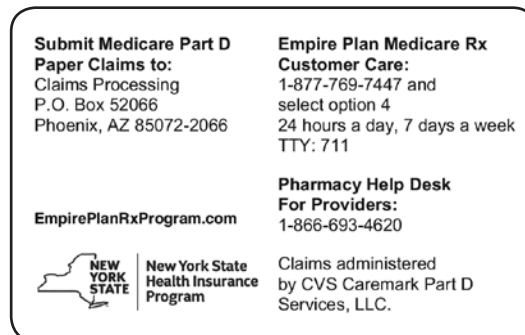 Submit Medicare Part D
Paper Claims to:
Claims Processing
P.O. Box 52066
Phoenix, AZ 85072-2066
EmpirePlanRxProgram.com
NEW
YORK
STATE
New York State
Health Insurance
Program
Empire Plan Medicare Rx
Customer Care:
1-877-769-7447 and
select option 4
24 hours a day, 7 days a week
TTY: 711
Pharmacy Help Desk
For Providers:
1-866-693-4620
Claims administered
by CVS Caremark Part D
Services, LLC.